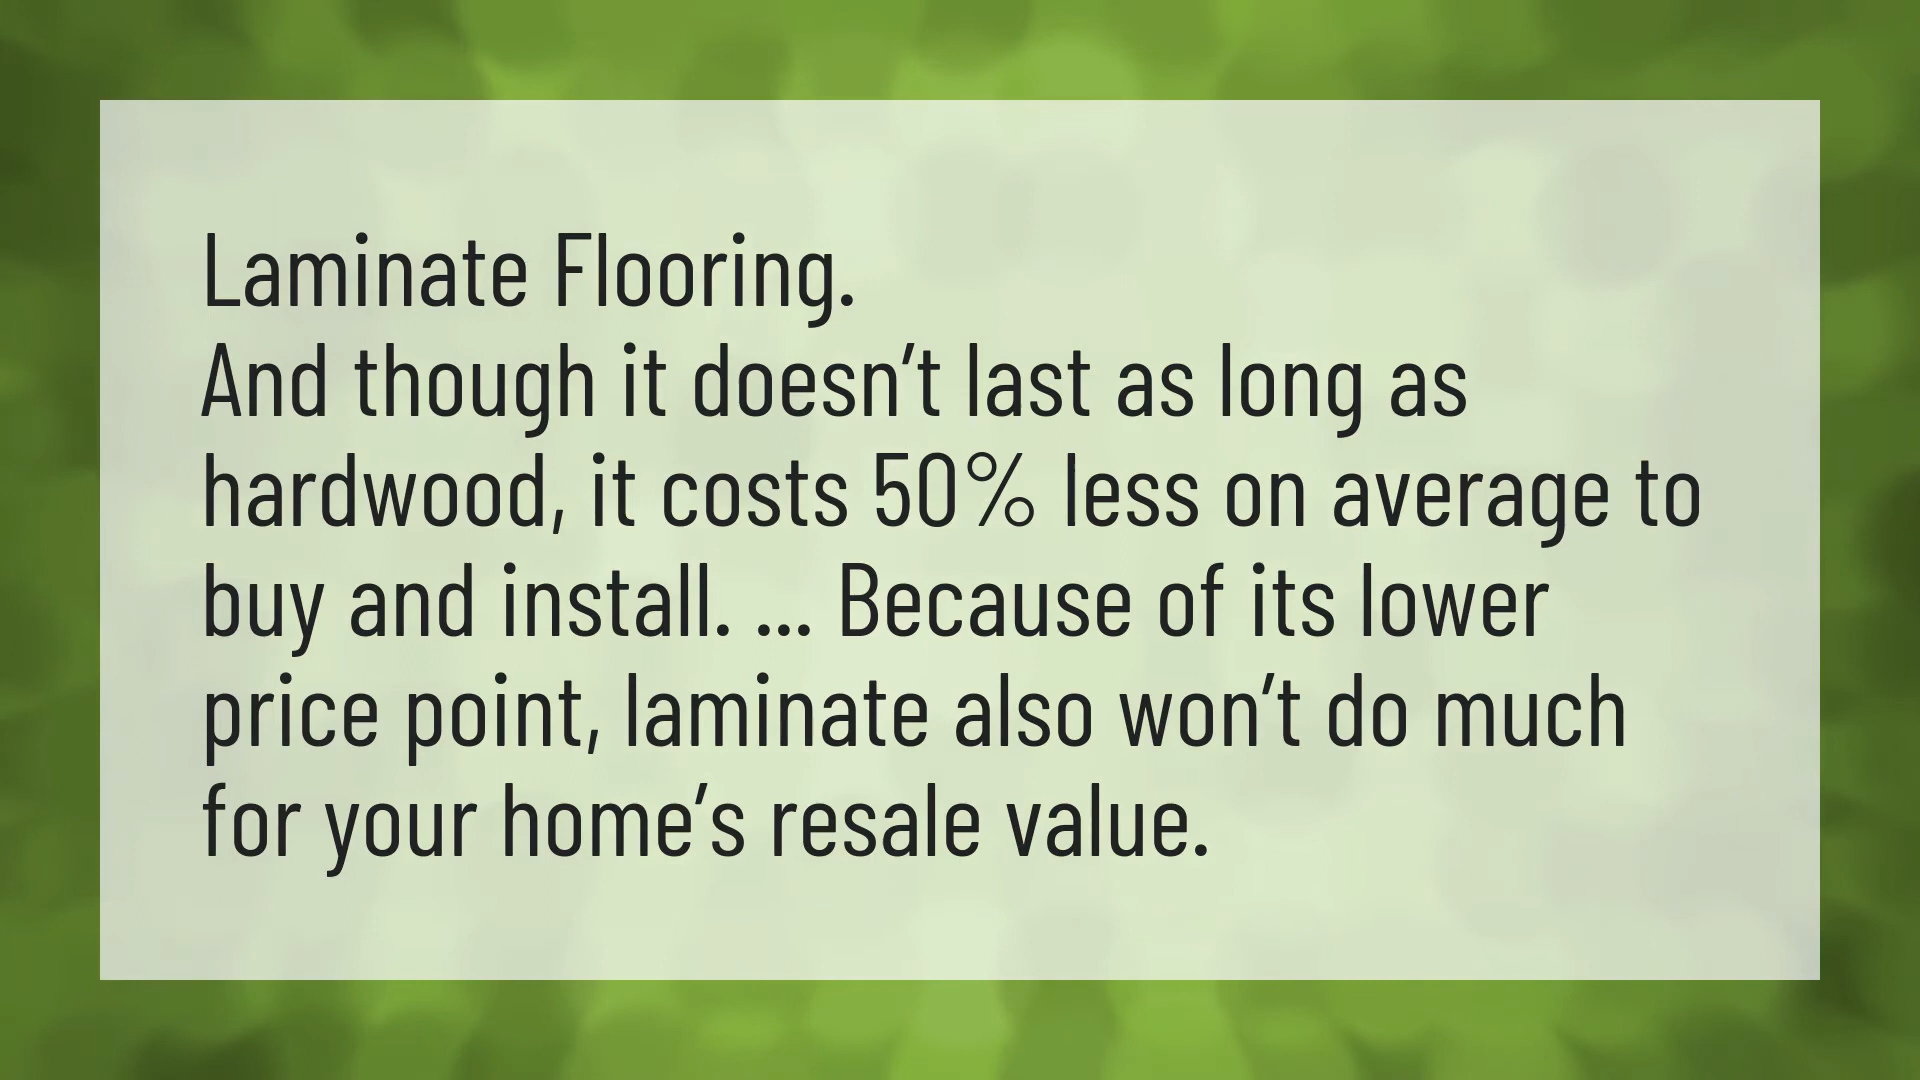 Laminate Flooring.
And though it doesn’t last as long as
hardwood, it costs 50% less on average to
buy and install. ... Because of its lower
price point, laminate also won’t do much
for your home’s resale value.